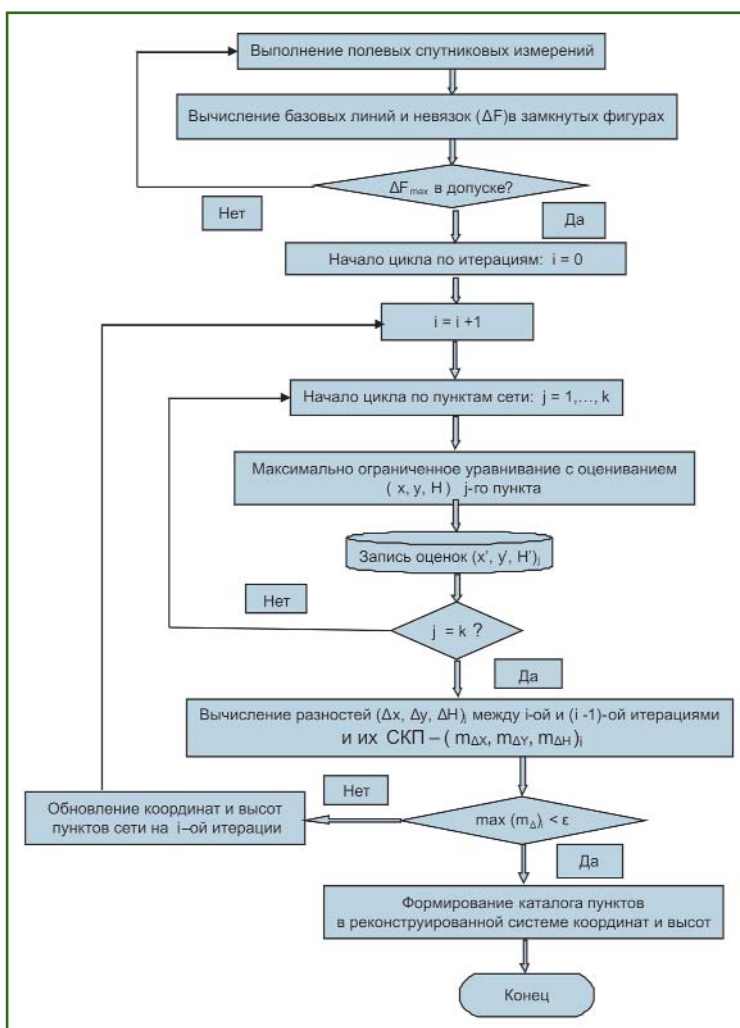 Выполнение полевых спутниковых измерений
Вычисление базовых линий и невязок (ΔF)в замкнутых фигурах
ΔFmax в допуске?
Нет
Да
Начало цикла по итерациям: i = 0
i = i +1
Начало цикла по пунктам сети: j = 1,..., k
Максимально ограниченное уравнивание с оцениванием
( x, y, H ) j-го пункта
Запись оценок (x', y', H')j
Нет
j = k ?
Да
Вычисление разностей (Δx, Δy, ΔH)i между i-ой и (i -1)-ой итерациями
и их СКП – ( mΔX, mΔY, mΔH)i
Нет
Обновление координат и высот
пунктов сети на i–ой итерации
max (mΔ)i < ε
Да
Формирование каталога пунктов
в реконструированной системе координат и высот
Конец